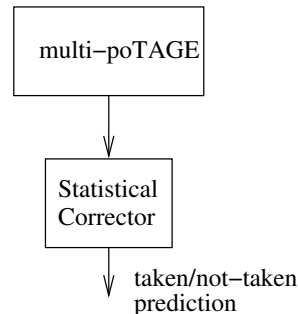 multi-poTAGE
Statistical
Corrector
taken/not-taken
prediction